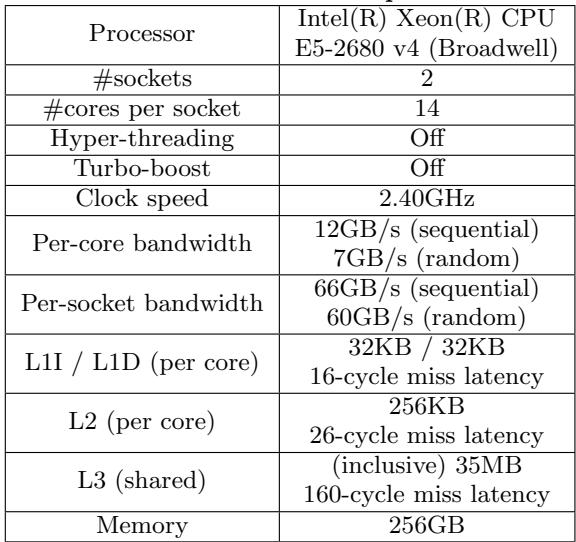 Processor
Intel(R) Xeon(R) CPU
E5-2680 v4 (Broadwell)
#sockets
2
#cores per socket
14
Hyper-threading
Off
Turbo-boost
Off
Clock speed
2.40GHz
Per-core bandwidth
12GB/s (sequential)
7GB/s (random)
Per-socket bandwidth
66GB/s (sequential)
60GB/s (random)
L1I / L1D (per core)
32KB / 32KB
16-cycle miss latency
L2 (per core)
256KB
26-cycle miss latency
L3 (shared)
(inclusive) 35MB
160-cycle miss latency
Memory
256GB